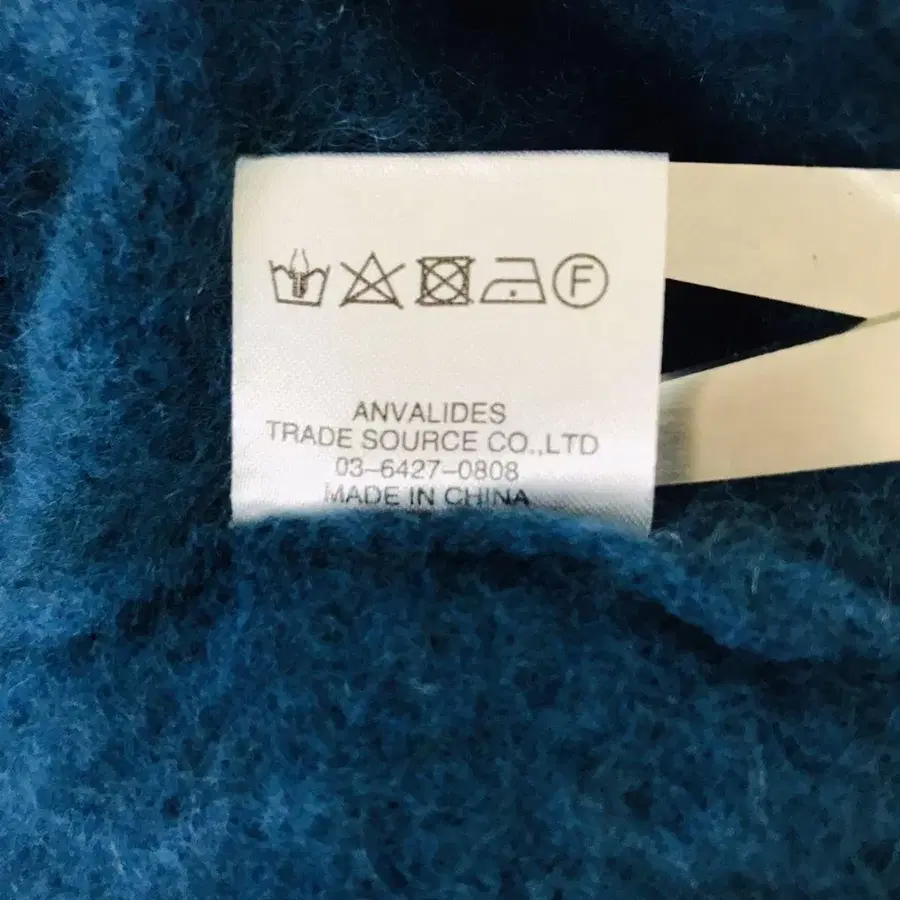 F
ANVALIDES
TRADE SOURCE CO.,LTD
03-6427-0808
MADE IN CHINA